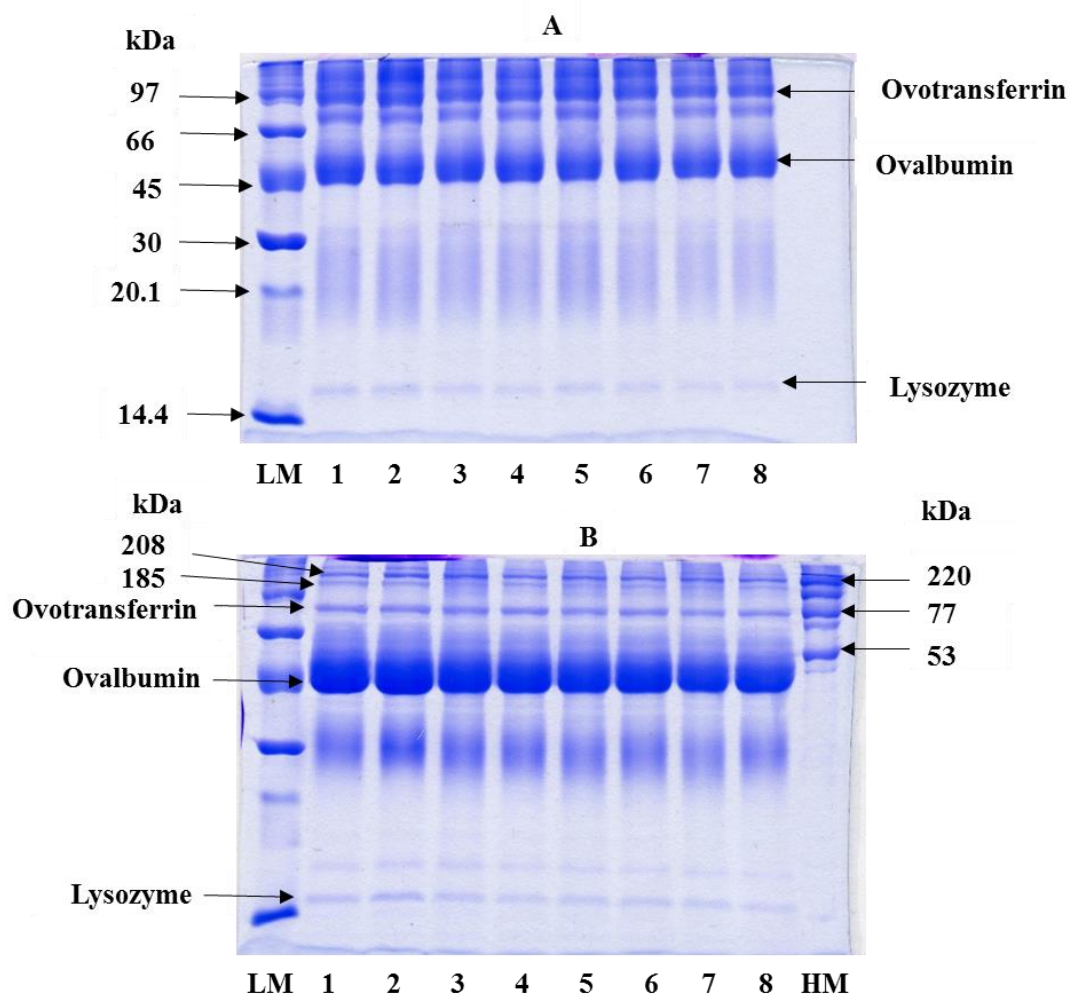 A
kDa
97
Ovotransferrin
66
Ovalbumin
45
30
20.1
Lysozyme
14.4
LM 1 2 3 4 5 6 7 8
kDa
kDa
B
208
185
220
Ovotransferrin
77
53
Ovalbumin
Lysozyme
LM 1 2 3 4 5 6 7 8 HM